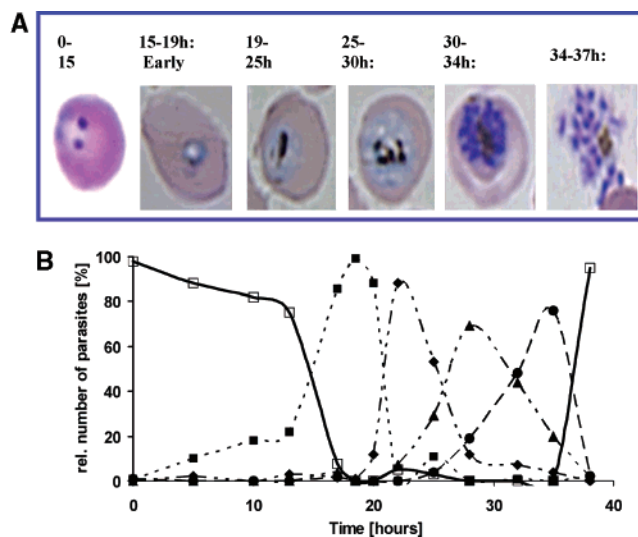 A
0-
15
15-19h:
Early
19-
25h
25-
30h:
30-
34h:
34-37h:
B
rel. number of parasites [%]
100
80
60
40
20
0
0
10
20
30
40
Time [hours]